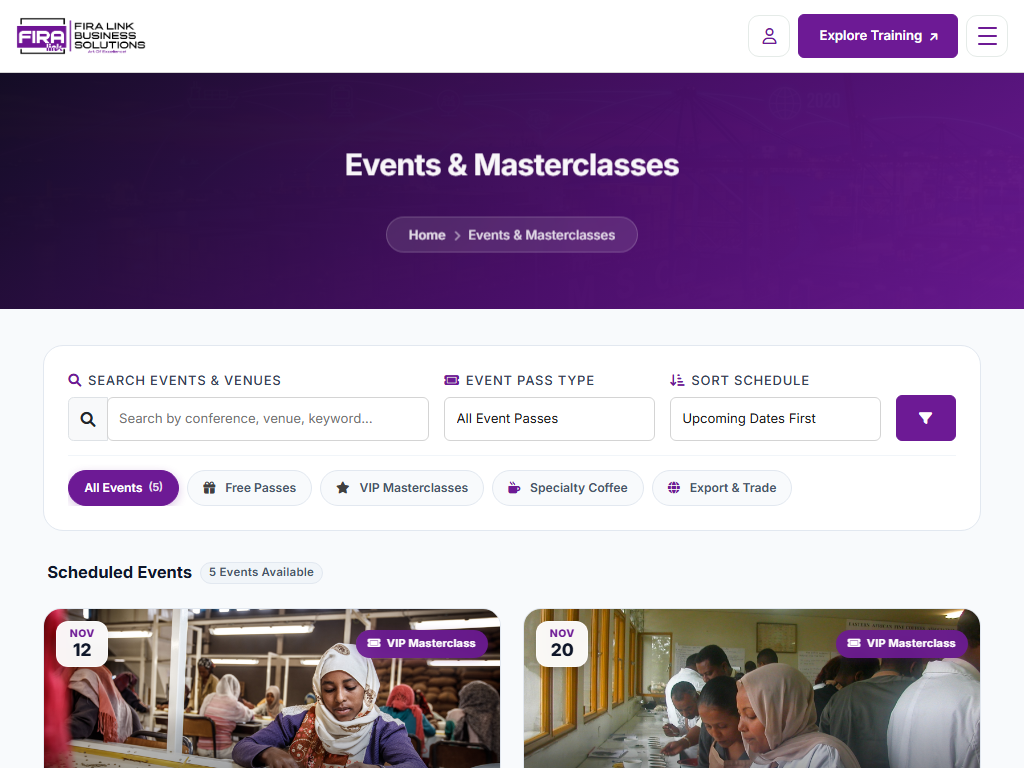 FIRA
link
FIRA LINK
BUSINESS
SOLUTIONS
Explore Training
Events & Masterclasses
Home > Events & Masterclasses
SEARCH EVENTS & VENUES
EVENT PASS TYPE
SORT SCHEDULE
Search by conference, venue, keyword...
All Event Passes
Upcoming Dates First
All Events (5)
Free Passes
VIP Masterclasses
Specialty Coffee
Export & Trade
Scheduled Events
5 Events Available
NOV
12
VIP Masterclass
NOV
20
VIP Masterclass